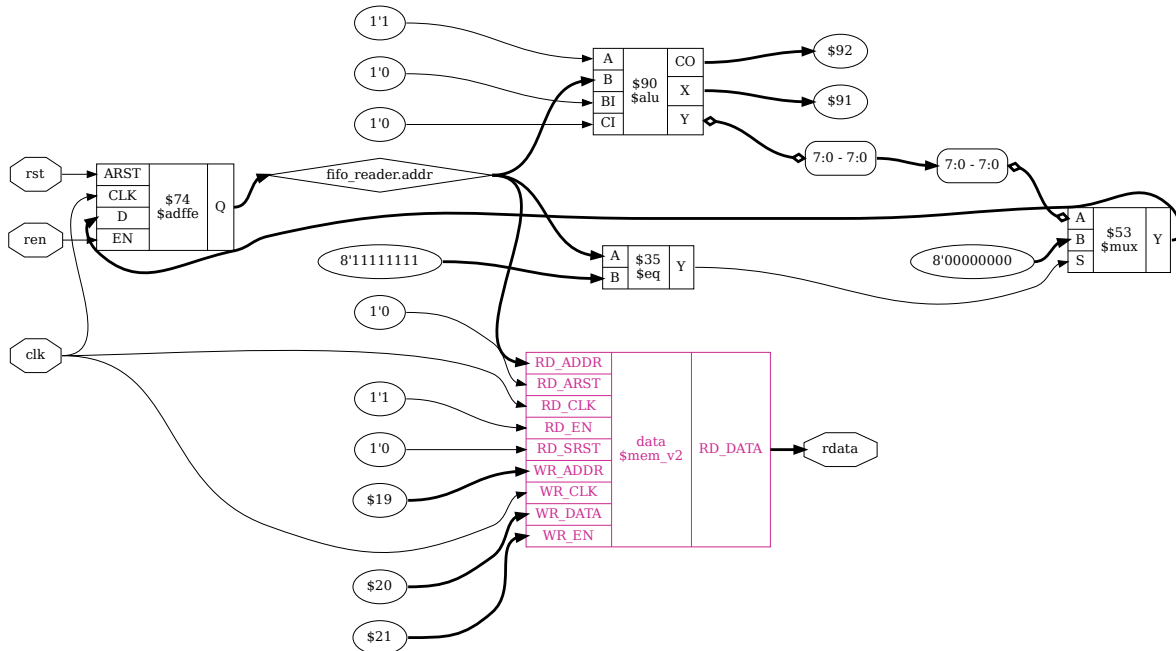 1'1
1'0
1'0
A
B
BI
CI
$90
$alu
CO
X
Y
$92
$91
7:0 - 7:0
7:0 - 7:0
rst
ren
clk
ARST
CLK
D
EN
$74
$adffe
Q
fifo_reader.addr
8'11111111
A
B
$35
$eq
Y
8'00000000
A
B
S
$53
$mux
Y
1'0
1'1
1'0
$19
$20
$21
RD_ADDR
RD_ARST
RD_CLK
RD_EN
RD_SRST
WR_ADDR
WR_CLK
WR_DATA
WR_EN
data
$mem_v2
RD_DATA
rdata